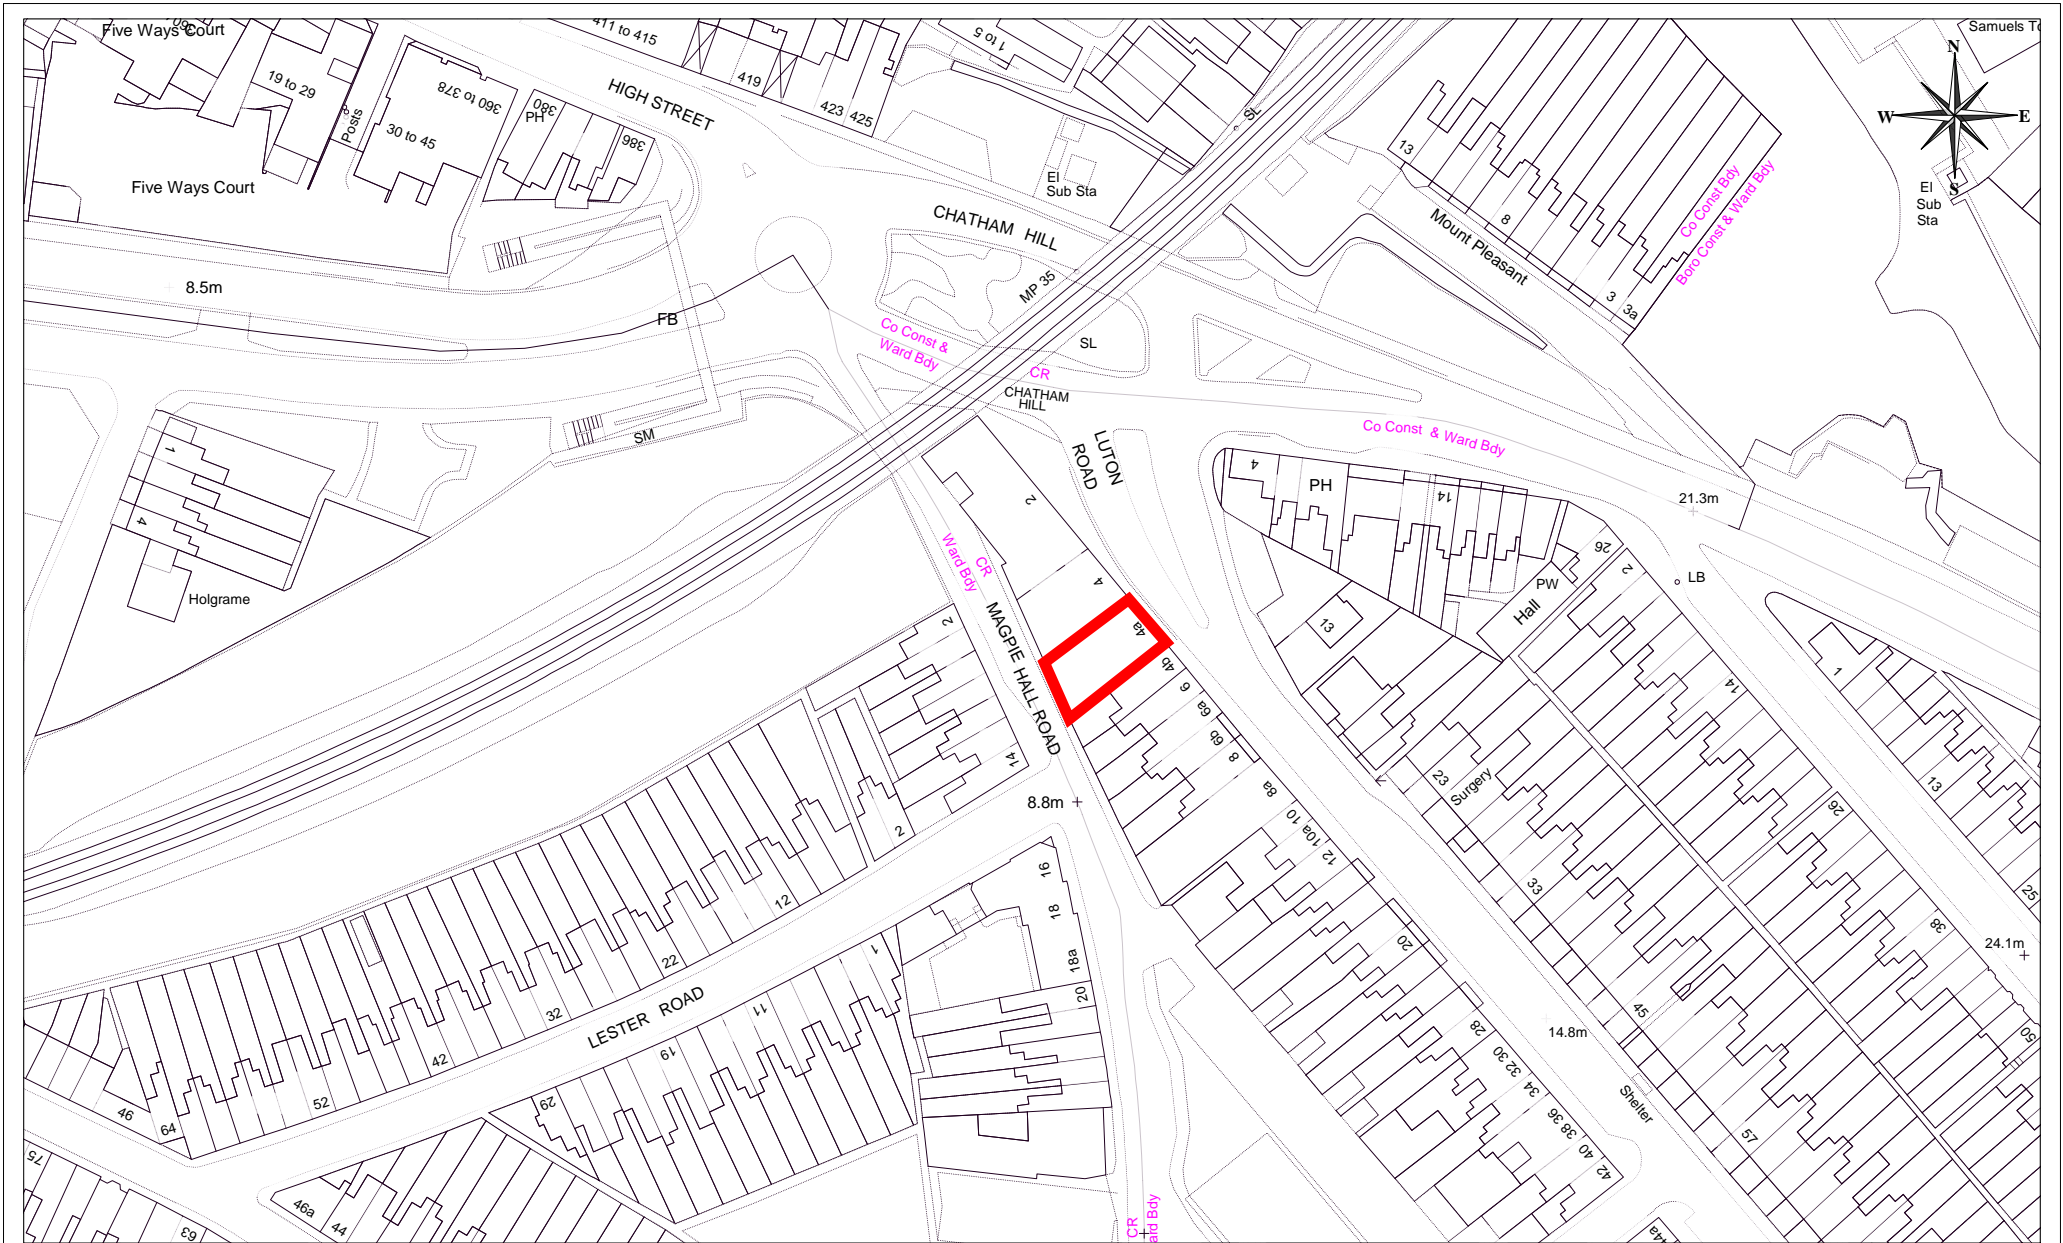 Five Ways Court
19 to 29
Posts
360 to 378
30 to 45
Five Ways Court
380
PH
386
HIGH STREET
411 to 415
419
423
425
1 to 5
El
Sub Sta
SL
CHATHAM HILL
MP 35
13
8
Mount Pleasant
3
3a
Co Const Bdy
Boro Const & Ward Bdy
Samuels To
N
W
E
S
El
Sub
Sta
8.5m
FB
SM
Co Const &
Ward Bdy
SL
CR
CHATHAM
HILL
LUTON
ROAD
Co Const & Ward Bdy
21.3m
1
4
Holgrame
2
4
4a
4b
6
6a
6b
8
8a
10
10a
12
20
28
32 30
34
38 36
40
42
44a
CR
Ward Bdy
MAGPIE HALL ROAD
8.8m
4
PH
14
26
PW
Hall
2
LB
13
14
23
Surgery
33
45
57
26
38
50
1
13
25
24.1m
14.8m
Shelter
2
14
2
12
22
32
42
52
64
46
LESTER ROAD
1
11
19
29
16
18
18a
20
75
63
46a
44
CR
ard Bdy